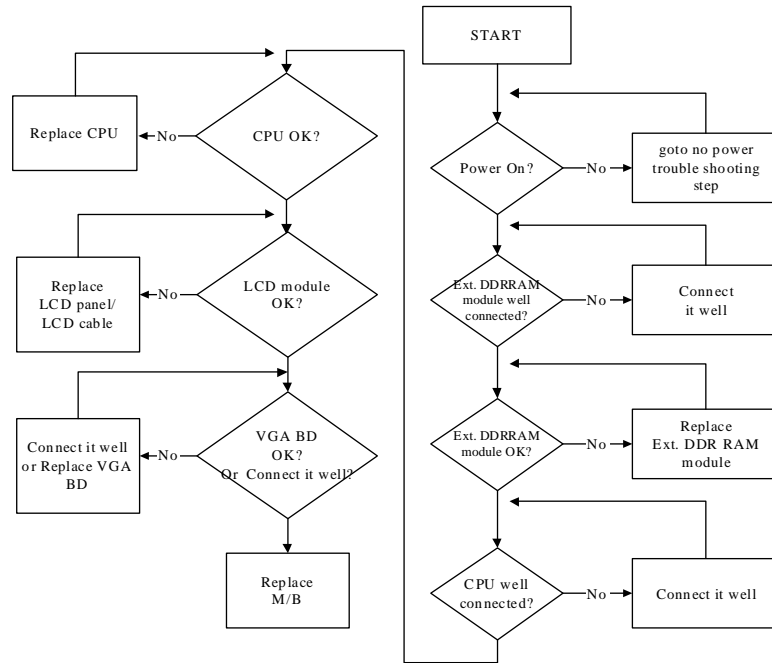 START
Power On?
No
goto no power
trouble shooting
step
Ext. DDRRAM
module well
connected?
No
Connect
it well
Ext. DDRRAM
module OK?
No
Replace
Ext. DDR RAM
module
CPU well
connected?
No
Connect it well
CPU OK?
No
Replace CPU
LCD module
OK?
No
Replace
LCD panel/
LCD cable
VGA BD
OK?
Or Connect it well?
No
Connect it well
or Replace VGA
BD
Replace
M/B